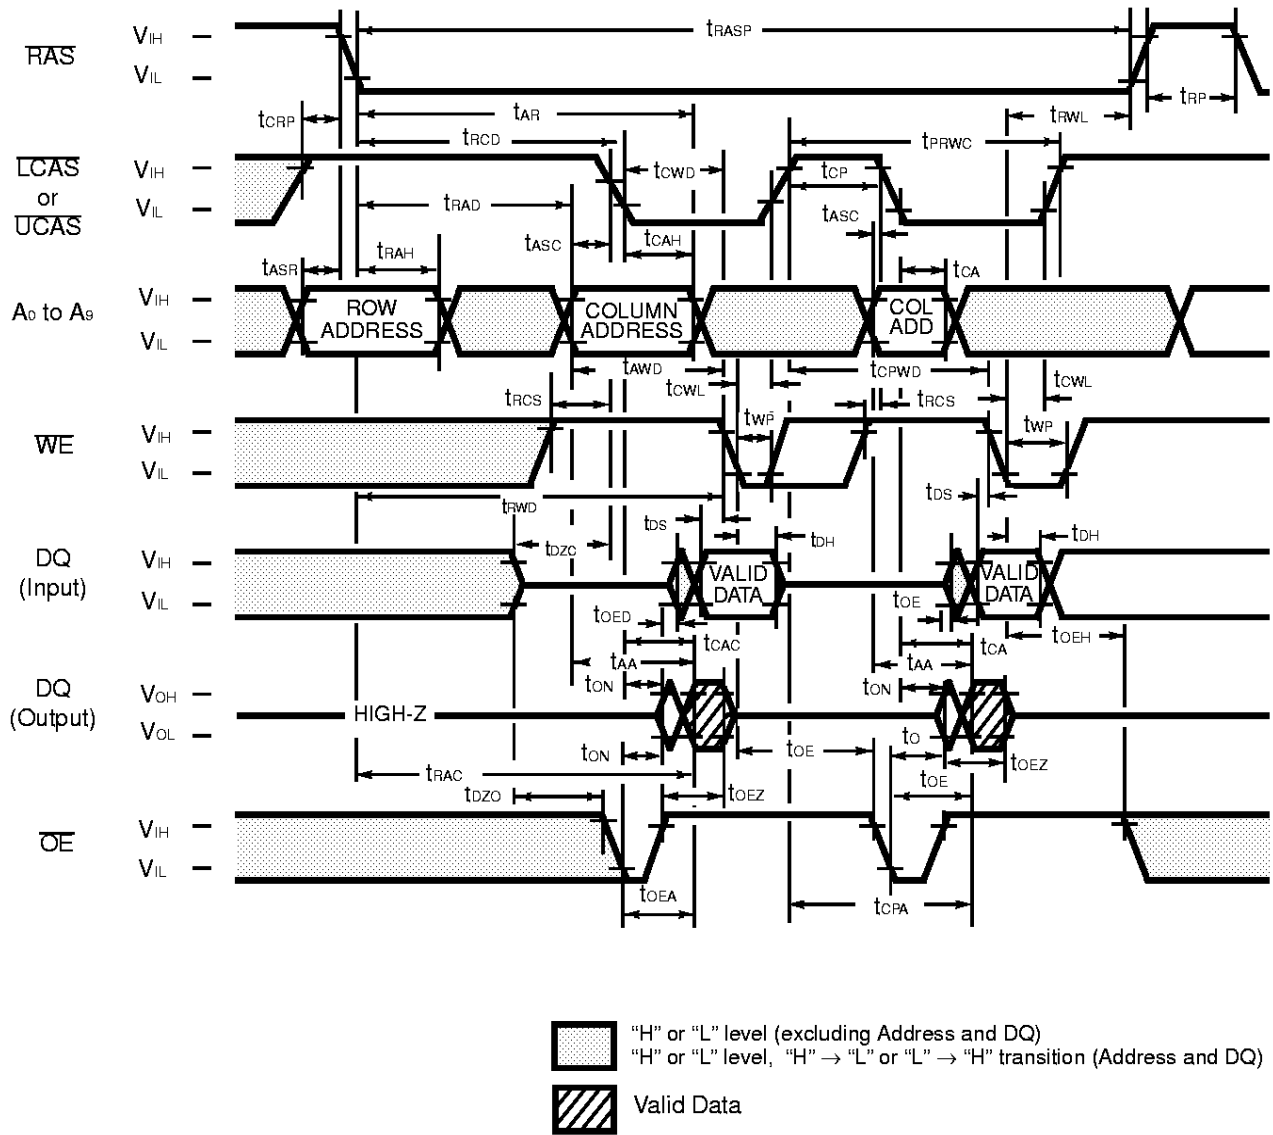 RAS
VIH
VIL
tRASP
tRP
tCRP
tAR
tRWL
tRCD
tPRWC
LCAS
or
UCAS
VIH
VIL
tCWD
tCP
tRAD
tASC
tCAH
tASC
tASR
tRAH
tCA
A0 to A9
VIH
VIL
ROW
ADDRESS
COLUMN
ADDRESS
COL
ADD
tAWD
tCPWD
tCWL
tCWL
tRCS
tRCS
WE
VIH
VIL
tWP
tWP
tRWD
tDS
tDS
DQ
(Input)
VIH
VIL
tDZC
tDH
tDH
VALID
DATA
VALID
DATA
tOED
tOE
tOEH
tCAC
tCA
tAA
tAA
DQ
(Output)
VOH
VOL
tON
tON
HIGH-Z
tON
tOE
tO
tOEZ
tRAC
tDZO
tOEZ
tOE
OE
VIH
VIL
tOEA
tCPA
“H” or “L” level (excluding Address and DQ)
“H” or “L” level, “H” → “L” or “L” → “H” transition (Address and DQ)
Valid Data